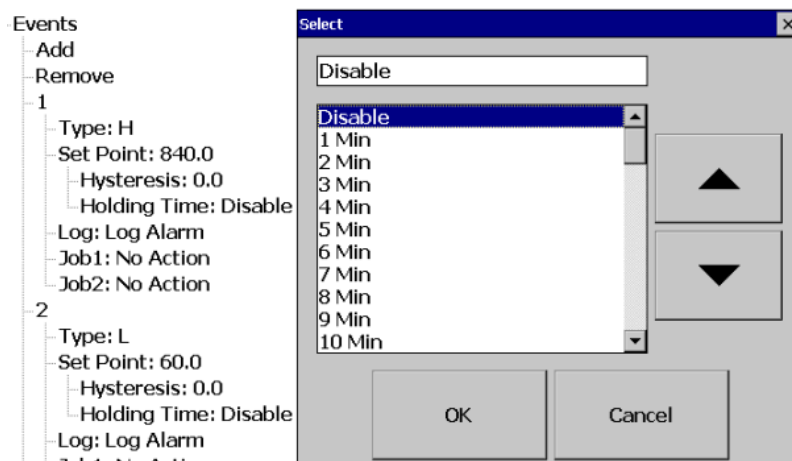 Events
Add
Remove
1
Type: H
Set Point: 840.0
Hysteresis: 0.0
Holding Time: Disable
Log: Log Alarm
Job1: No Action
Job2: No Action
2
Type: L
Set Point: 60.0
Hysteresis: 0.0
Holding Time: Disable
Log: Log Alarm
Select
Disable
Disable
1 Min
2 Min
3 Min
4 Min
5 Min
6 Min
7 Min
8 Min
9 Min
10 Min
OK
Cancel